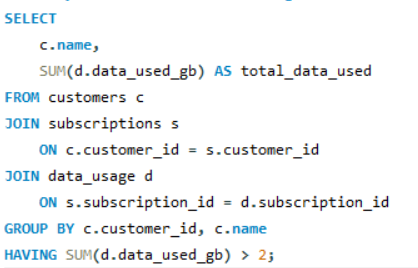 SELECT
    c.name,
    SUM(d.data_used_gb) AS total_data_used
FROM customers c
JOIN subscriptions s
    ON c.customer_id = s.customer_id
JOIN data_usage d
    ON s.subscription_id = d.subscription_id
GROUP BY c.customer_id, c.name
HAVING SUM(d.data_used_gb) > 2;